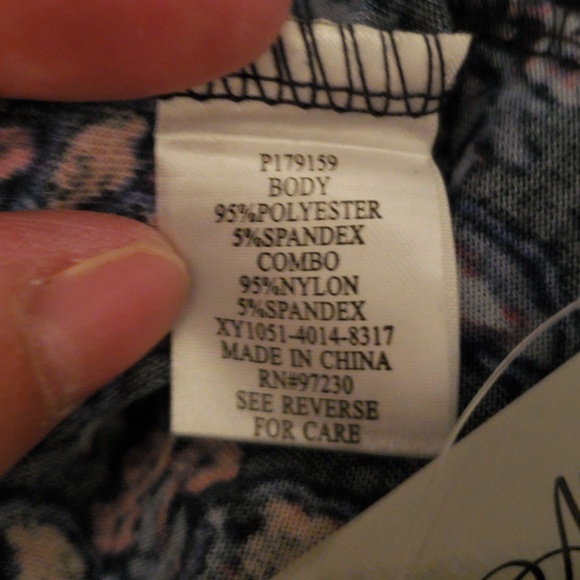 P179159
BODY
95%POLYESTER
5%SPANDEX
COMBO
95%NYLON
5%SPANDEX
XY1051-4014-8317
MADE IN CHINA
RN#97230
SEE REVERSE
FOR CARE